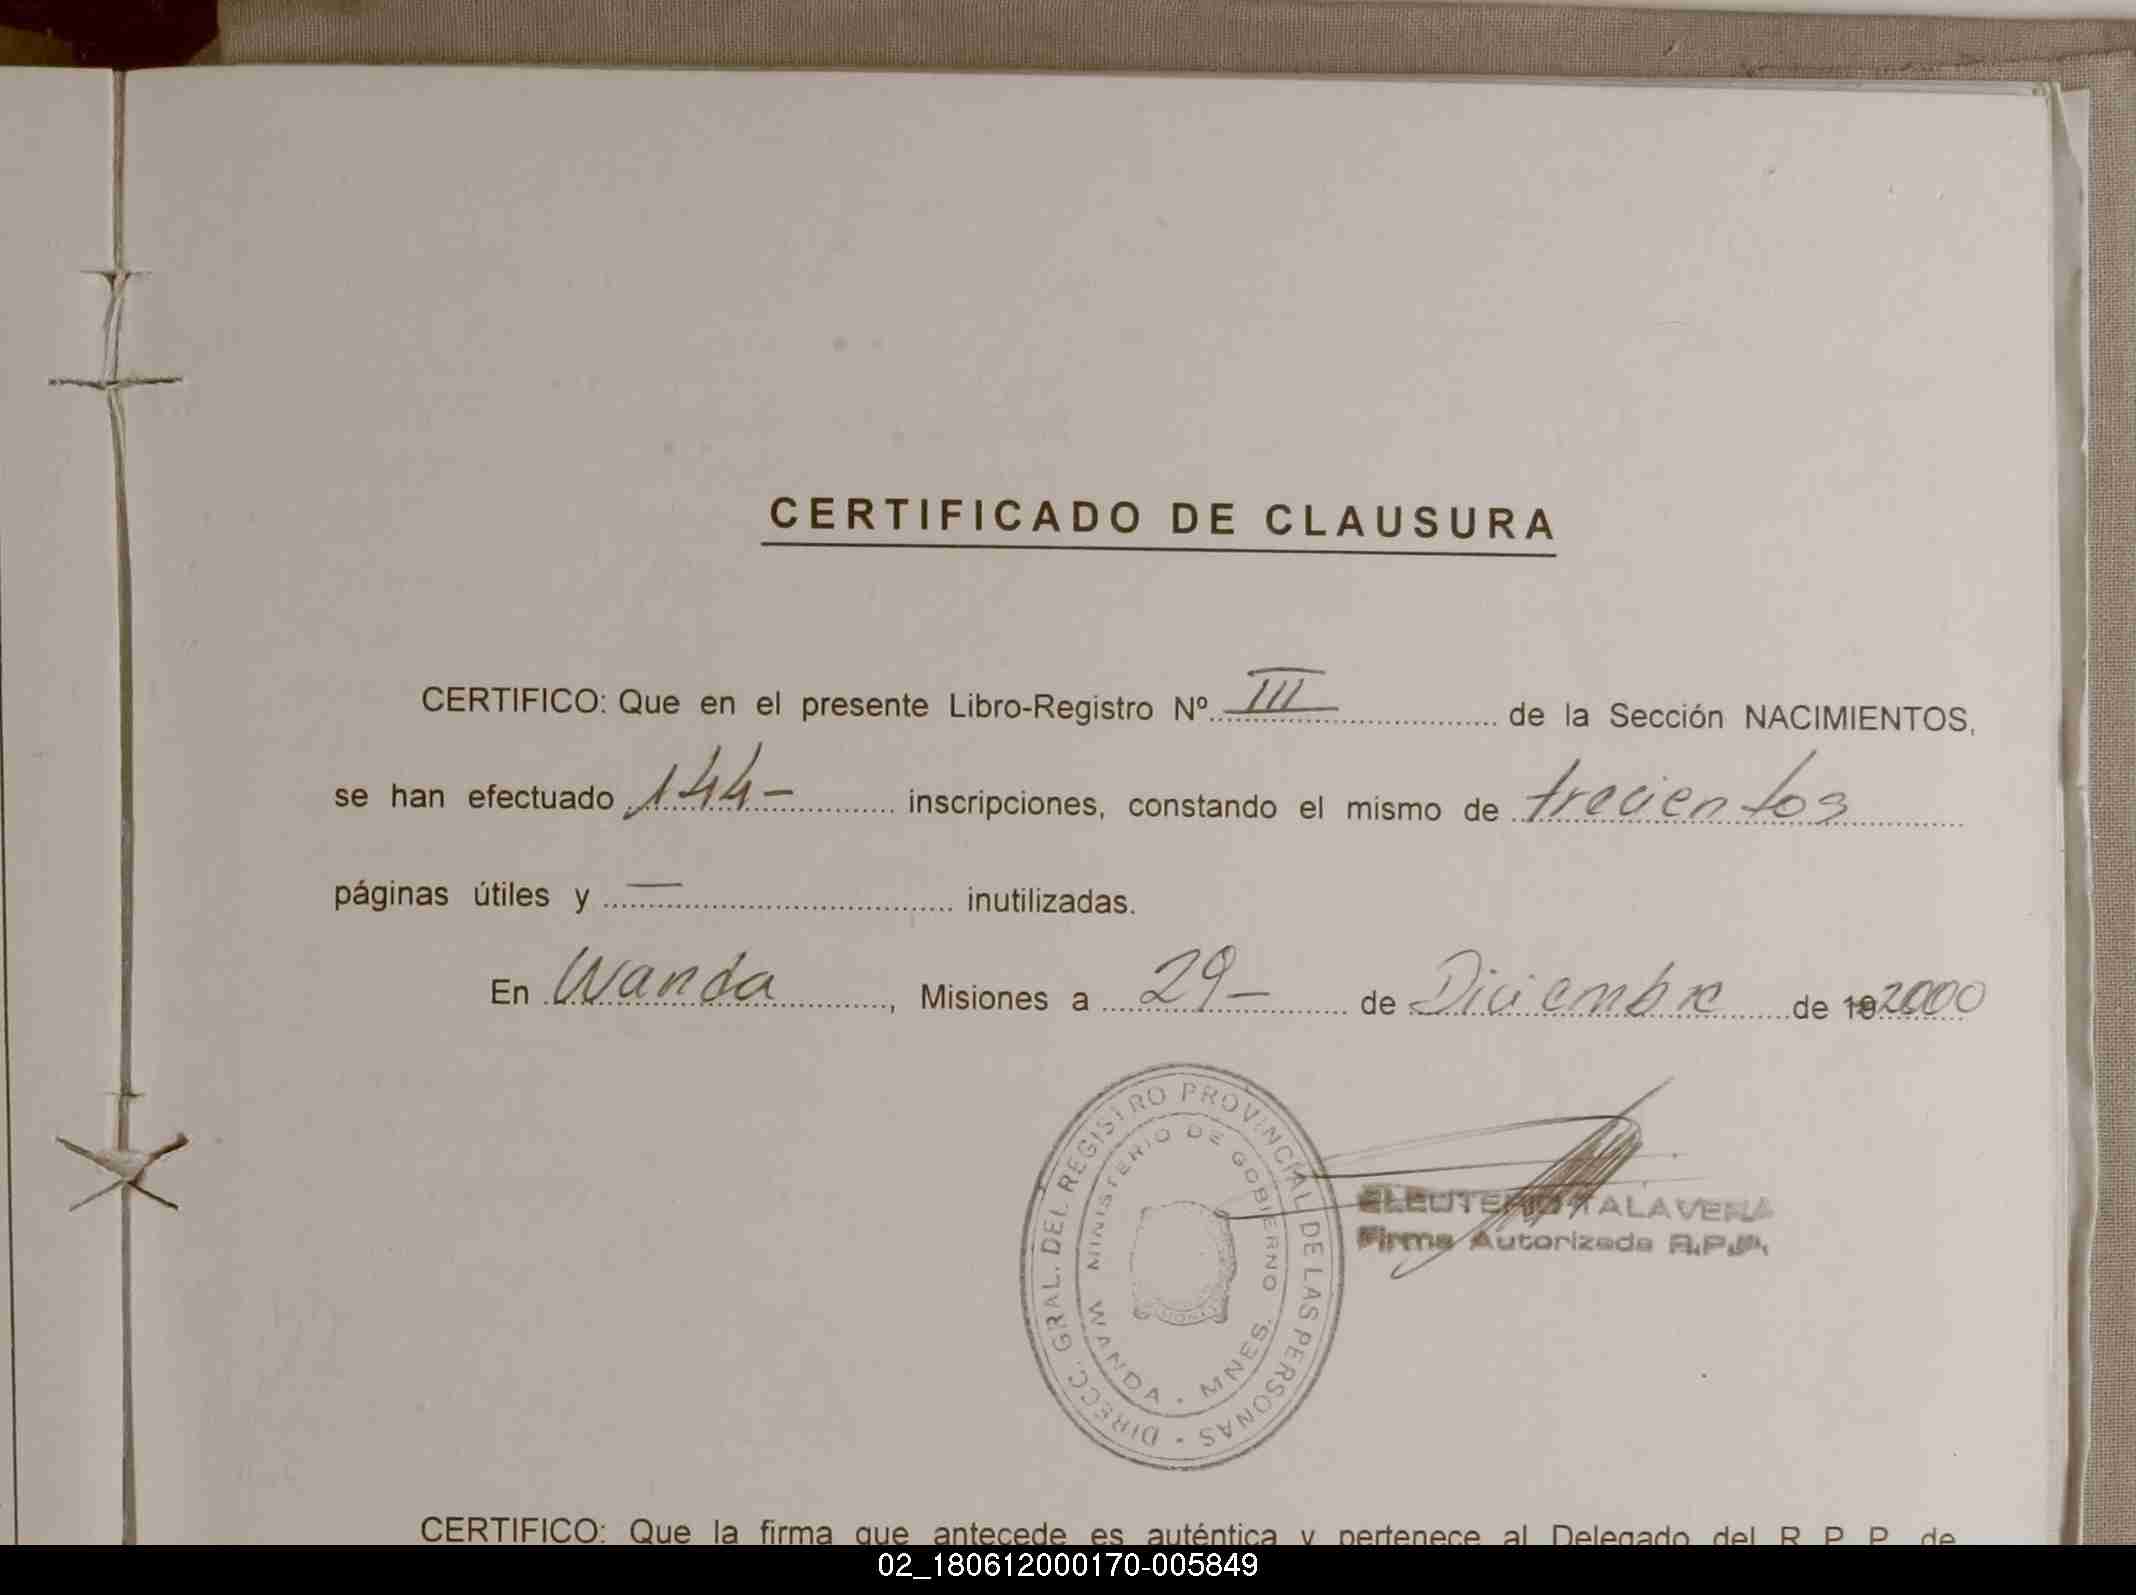 CERTIFICADO DE CLAUSURA
CERTIFICO: Que en el presente Libro-Registro Nº III de la Sección NACIMIENTOS,
se han efectuado 144- inscripciones, constando el mismo de trecientos
páginas útiles y — inutilizadas.
En Wanda, Misiones a 29- de Diciembre de 19 2000
DIRECC. GRAL. DEL REGISTRO PROVINCIAL DE LAS PERSONAS
MINISTERIO DE GOBIERNO
WANDA - MNES.
ELEUTERIO TALAVERA
Firma Autorizada R.P.P.
CERTIFICO: Que la firma que antecede es auténtica y pertenece al Delegado del R. P. P. de
02_180612000170-005849